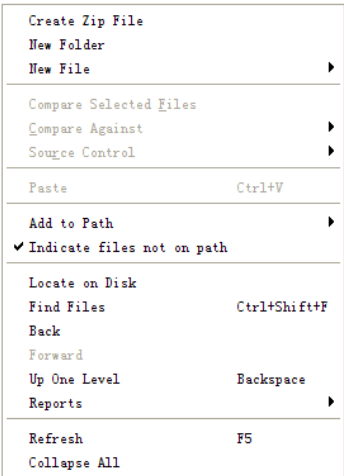 Create Zip File
New Folder
New File
Compare Selected Files
Compare Against
Source Control
Paste Ctrl+V
Add to Path
Indicate files not on path
Locate on Disk
Find Files Ctrl+Shift+F
Back
Forward
Up One Level Backspace
Reports
Refresh F5
Collapse All